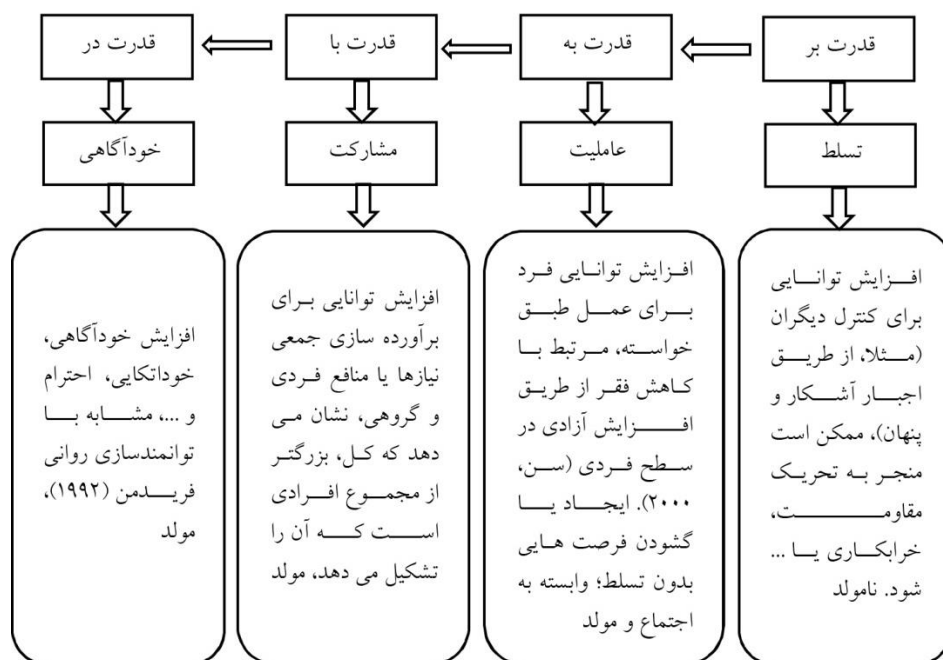 قدرت بر
قدرت به
قدرت با
قدرت در
تسلط
عاملیت
مشارکت
خودآگاهی
افزایش توانایی
برای کنترل دیگران
(مثلا، از طریق
اجبار آشکار و
پنهان)، ممکن است
منجر به تحریک
مقاومت،
خرابکاری یا ...
شود. نامولد
افزایش توانایی فرد
برای عمل طبق
خواسته، مرتبط با
کاهش فقر از طریق
افزایش آزادی در
سطح فردی (سن،
۲۰۰۰). ایجاد یا
گشودن فرصت هایی
بدون تسلط؛ وابسته به
اجتماع و مولد
افزایش توانایی برای
برآورده سازی جمعی
نیازها یا منافع فردی
و گروهی، نشان می
دهد که کل، بزرگتر
از مجموع افرادی
است که آن را
تشکیل می دهد، مولد
افزایش خودآگاهی،
خوداتکایی، احترام
و ...، مشابه با
توانمندسازی روانی
فریدمن (۱۹۹۲)،
مولد